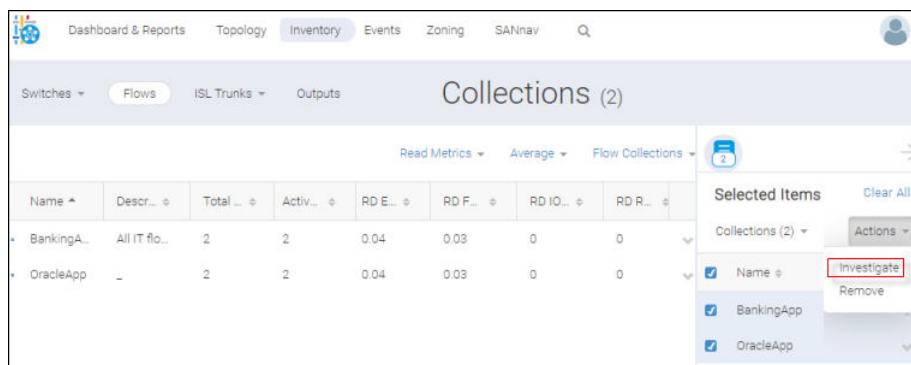 Dashboard & Reports Topology Inventory Events Zoning SANnav
Switches Flows ISL Trunks Outputs Collections (2)
Read Metrics Average Flow Collections 2
Selected Items Clear All
Name Descr... Total ... Activ... RD E... RD F... RD IO... RD R...
Collections (2) Actions
BankingA... All IT flo... 2 2 0.04 0.03 0 0
Investigate
OracleApp _ 2 2 0.04 0.03 0 0
Name
Remove
BankingApp
OracleApp